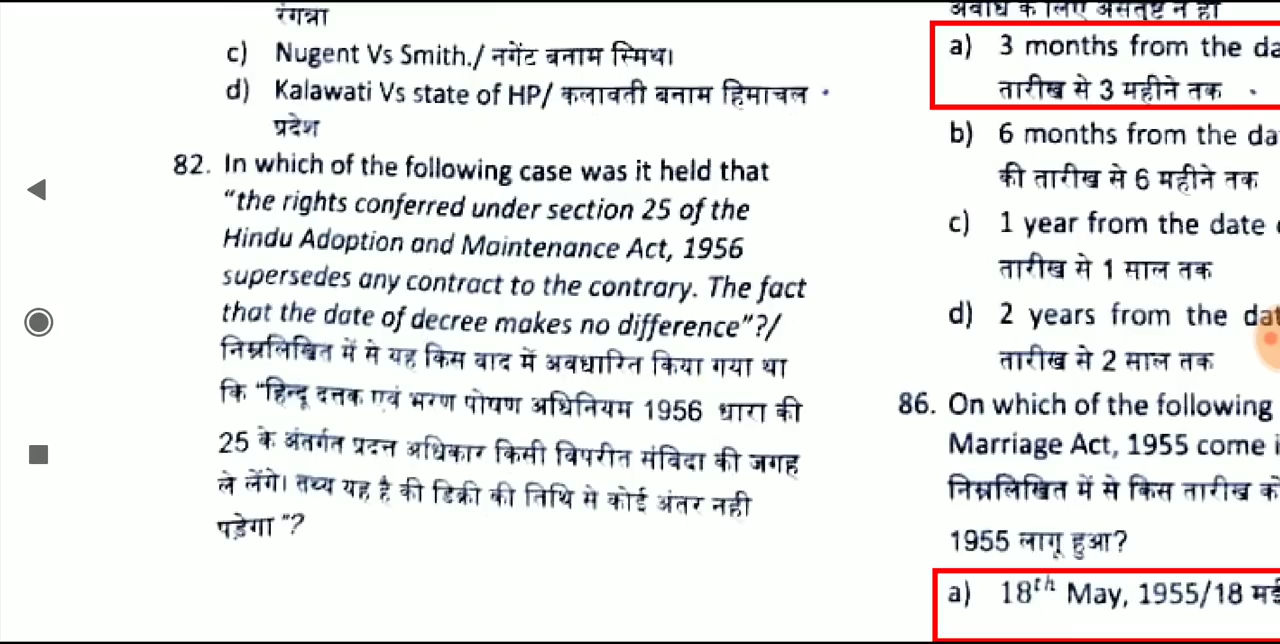 रंगन्ना
c) Nugent Vs Smith./ नगेंट बनाम स्मिथ।
d) Kalawati Vs state of HP/ कलावती बनाम हिमाचल
प्रदेश
82. In which of the following case was it held that
“the rights conferred under section 25 of the
Hindu Adoption and Maintenance Act, 1956
supersedes any contract to the contrary. The fact
that the date of decree makes no difference”?/
निम्नलिखित में से यह किस वाद में अवधारित किया गया था
कि “हिन्दू दत्तक एवं भरण पोषण अधिनियम 1956 धारा की
25 के अंतर्गत प्रदत्त अधिकार किसी विपरीत संविदा की जगह
ले लेंगे। तथ्य यह है की डिक्री की तिथि से कोई अंतर नही
पड़ेगा ”?
अवधि के लिए असंतुष्ट न हो
a) 3 months from the da
तारीख से 3 महीने तक
b) 6 months from the da
की तारीख से 6 महीने तक
c) 1 year from the date
तारीख से 1 साल तक
d) 2 years from the dat
तारीख से 2 साल तक
86. On which of the following
Marriage Act, 1955 come i
निम्नलिखित में से किस तारीख को
1955 लागू हुआ?
a) 18th May, 1955/18 मई